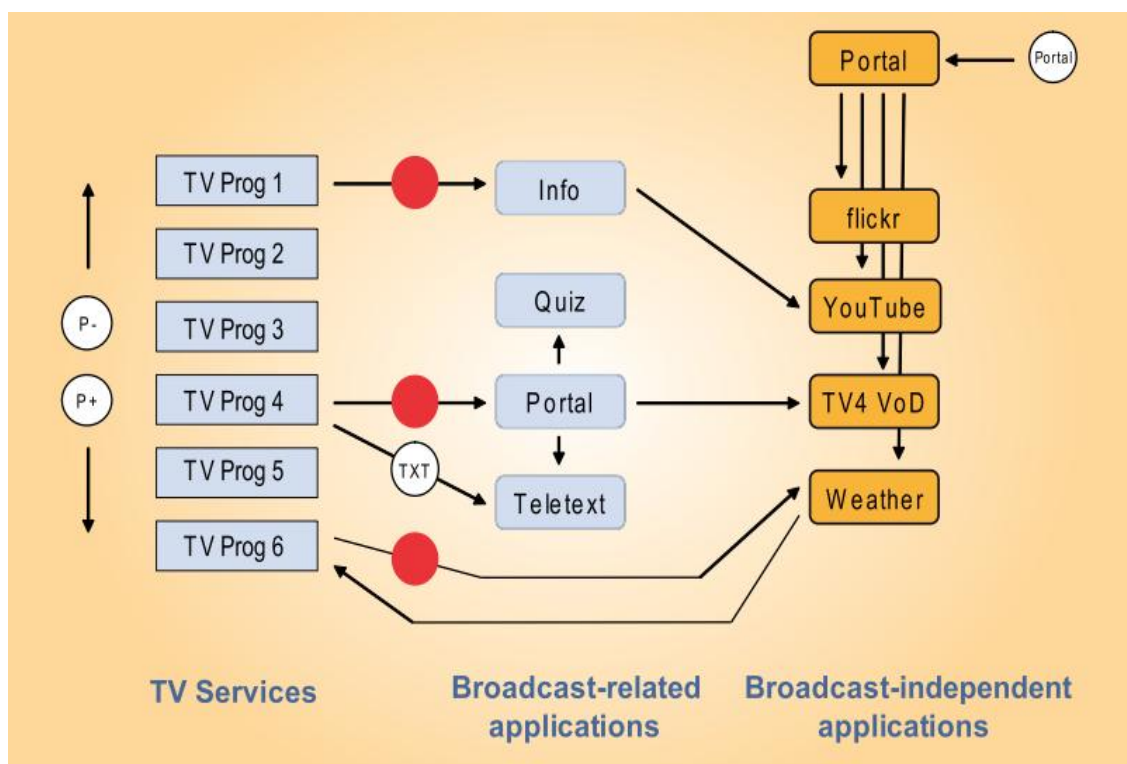 Portal
Portal
TV Prog 1
Info
flickr
TV Prog 2
Quiz
YouTube
P-
TV Prog 3
P+
TV Prog 4
Portal
TV4 VoD
TXT
TV Prog 5
Teletext
Weather
TV Prog 6
TV Services
Broadcast-related
applications
Broadcast-independent
applications